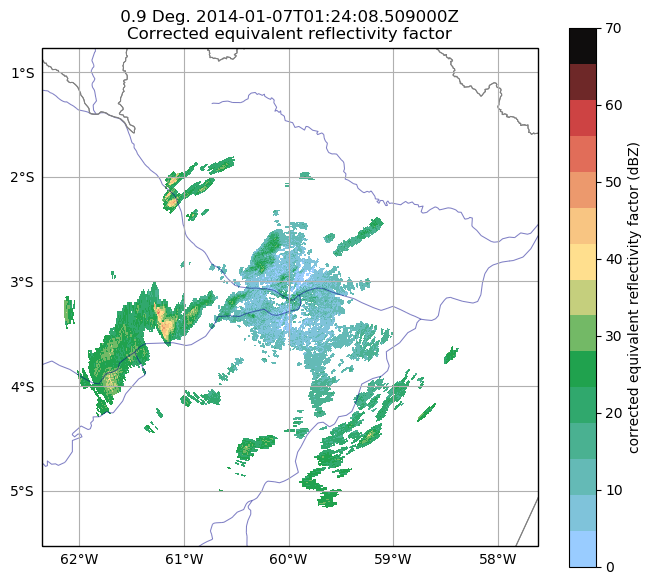 0.9 Deg. 2014-01-07T01:24:08.509000Z
Corrected equivalent reflectivity factor
1°S
2°S
3°S
4°S
5°S
62°W
61°W
60°W
59°W
58°W
70
60
50
40
30
20
10
0
corrected equivalent reflectivity factor (dBZ)